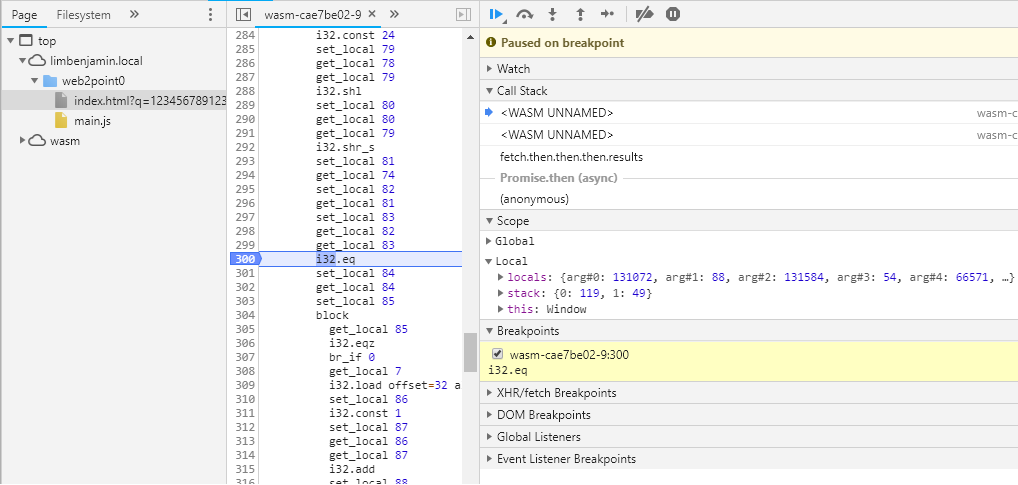 Page Filesystem »
top
limbenjamin.local
web2point0
index.html?q=123456789123
main.js
wasm
wasm-cae7be02-9 × »
284 i32.const 24
285 set_local 79
286 get_local 78
287 get_local 79
288 i32.shl
289 set_local 80
290 get_local 80
291 get_local 79
292 i32.shr_s
293 set_local 81
294 get_local 74
295 set_local 82
296 get_local 81
297 set_local 83
298 get_local 82
299 get_local 83
300 i32.eq
301 set_local 84
302 get_local 84
303 set_local 85
304 block
305 get_local 85
306 i32.eqz
307 br_if 0
308 get_local 7
309 i32.load offset=32 a
310 set_local 86
311 i32.const 1
312 set_local 87
313 get_local 86
314 get_local 87
315 i32.add
316 set_local 88
Paused on breakpoint
Watch
Call Stack
<WASM UNNAMED> wasm-c
<WASM UNNAMED> wasm-c
fetch.then.then.then.results
Promise.then (async)
(anonymous)
Scope
Global
Local
locals: {arg#0: 131072, arg#1: 88, arg#2: 131584, arg#3: 54, arg#4: 66571, …}
stack: {0: 119, 1: 49}
this: Window
Breakpoints
wasm-cae7be02-9:300
i32.eq
XHR/fetch Breakpoints
DOM Breakpoints
Global Listeners
Event Listener Breakpoints